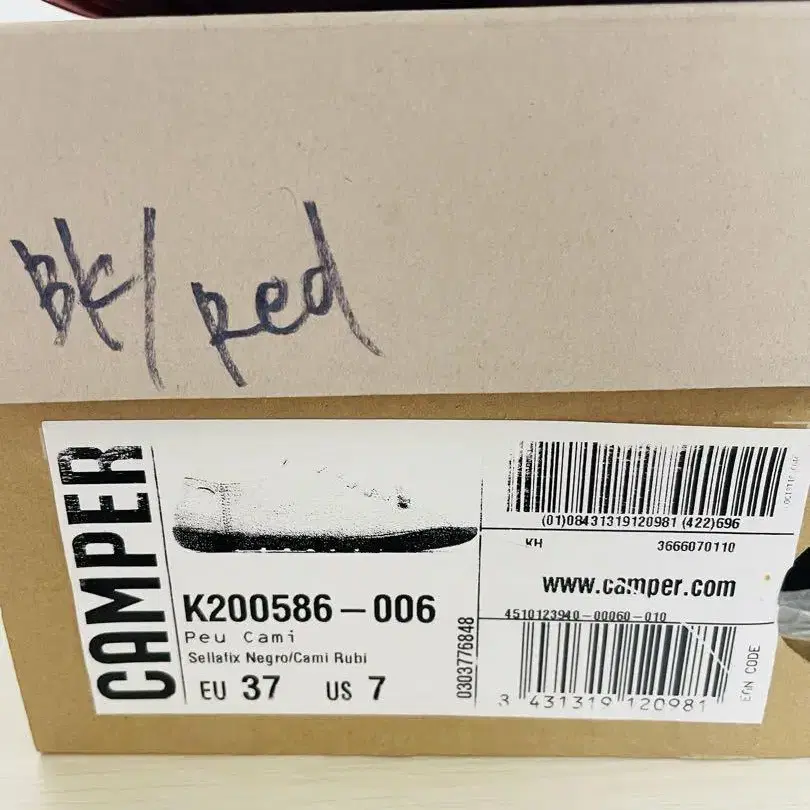 BK/Red
CAMPER
K200586-006
Peu Cami
Sellafix Negro/Cami Rubi
EU 37 US 7
0303776848
(01)08431319120981 (422)696
KH 3666070110
www.camper.com
4510123940-00060-010
8 431319 120981
EAN CODE